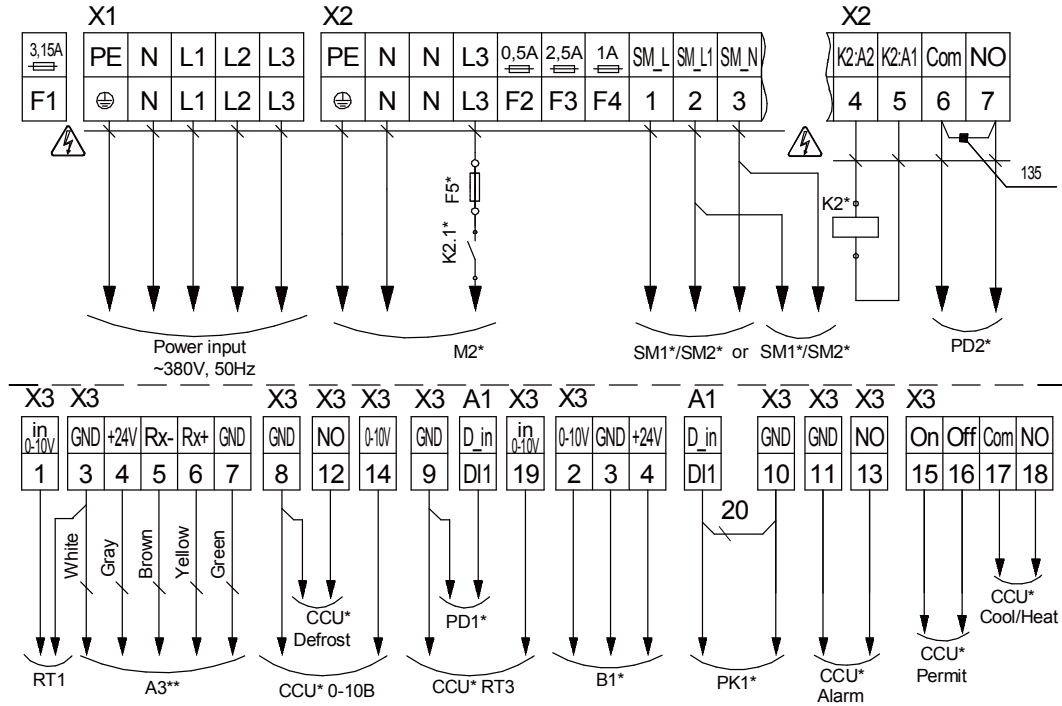 X1 X2 X2
3,15A PE N L1 L2 L3 PE N N L3 0,5A 2,5A 1A SM_L SM_L1 SM_N K2:A2 K2:A1 Com NO
F1 N L1 L2 L3 N N L3 F2 F3 F4 1 2 3 4 5 6 7
135
F5*
K2.1*
K2*
Power input
~380V, 50Hz
M2*
SM1*/SM2* or SM1*/SM2*
PD2*
X3 X3 X3 X3 X3 X3 A1 X3 X3 A1 X3 X3 X3 X3
in 0-10V GND +24V Rx- Rx+ GND GND NO 0-10V GND D_in in 0-10V 0-10V GND +24V D_in GND GND NO On Off Com NO
1 3 4 5 6 7 8 12 14 9 DI1 19 2 3 4 DI1 10 11 13 15 16 17 18
20
White
Gray
Brown
Yellow
Green
CCU*
Defrost
PD1*
CCU*
Cool/Heat
RT1
A3**
CCU* 0-10B
CCU* RT3
B1*
PK1*
CCU*
Alarm
CCU*
Permit